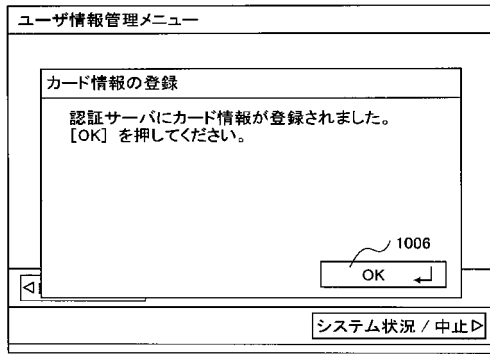 ユーザ情報管理メニュー
カード情報の登録
認証サーバにカード情報が登録されました。
[OK] を押してください。
1006
OK
システム状況 / 中止